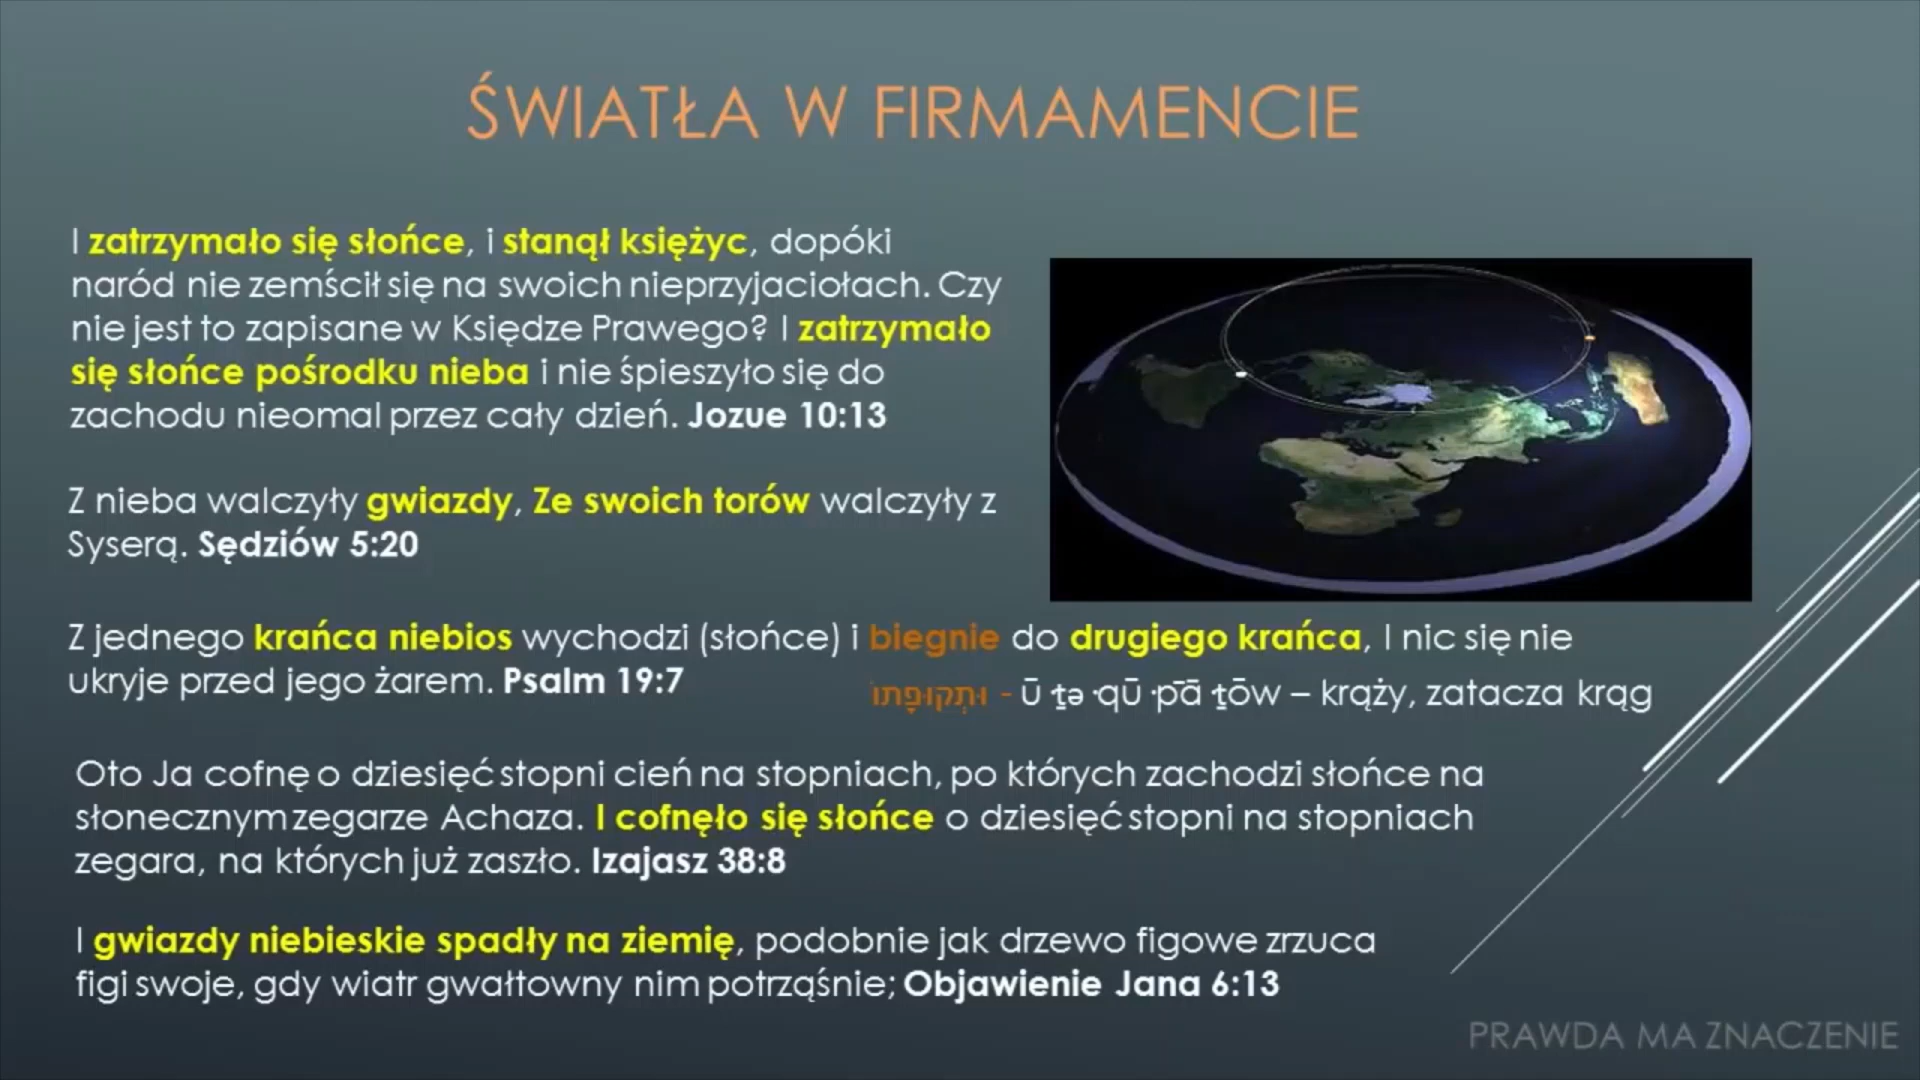 ŚWIATŁA W FIRMAMENCIE
I zatrzymało się słońce, i stanął księżyc, dopóki
naród nie zemścił się na swoich nieprzyjaciołach. Czy
nie jest to zapisane w Księdze Prawego? I zatrzymało
się słońce pośrodku nieba i nie śpieszyło się do
zachodu nieomal przez cały dzień. Jozue 10:13
Z nieba walczyły gwiazdy, Ze swoich torów walczyły z
Syserą. Sędziów 5:20
Z jednego krańca niebios wychodzi (słońce) i biegnie do drugiego krańca, I nic się nie
ukryje przed jego żarem. Psalm 19:7
וּתְקוּפָתוֹ - ū ṯə·qū·p̄ā·ṯōw – krąży, zatacza krąg
Oto Ja cofnę o dziesięć stopni cień na stopniach, po których zachodzi słońce na
słonecznym zegarze Achaza. I cofnęło się słońce o dziesięć stopni na stopniach
zegara, na których już zaszło. Izajasz 38:8
I gwiazdy niebieskie spadły na ziemię, podobnie jak drzewo figowe zrzuca
figi swoje, gdy wiatr gwałtowny nim potrząśnie; Objawienie Jana 6:13
PRAWDA MA ZNACZENIE